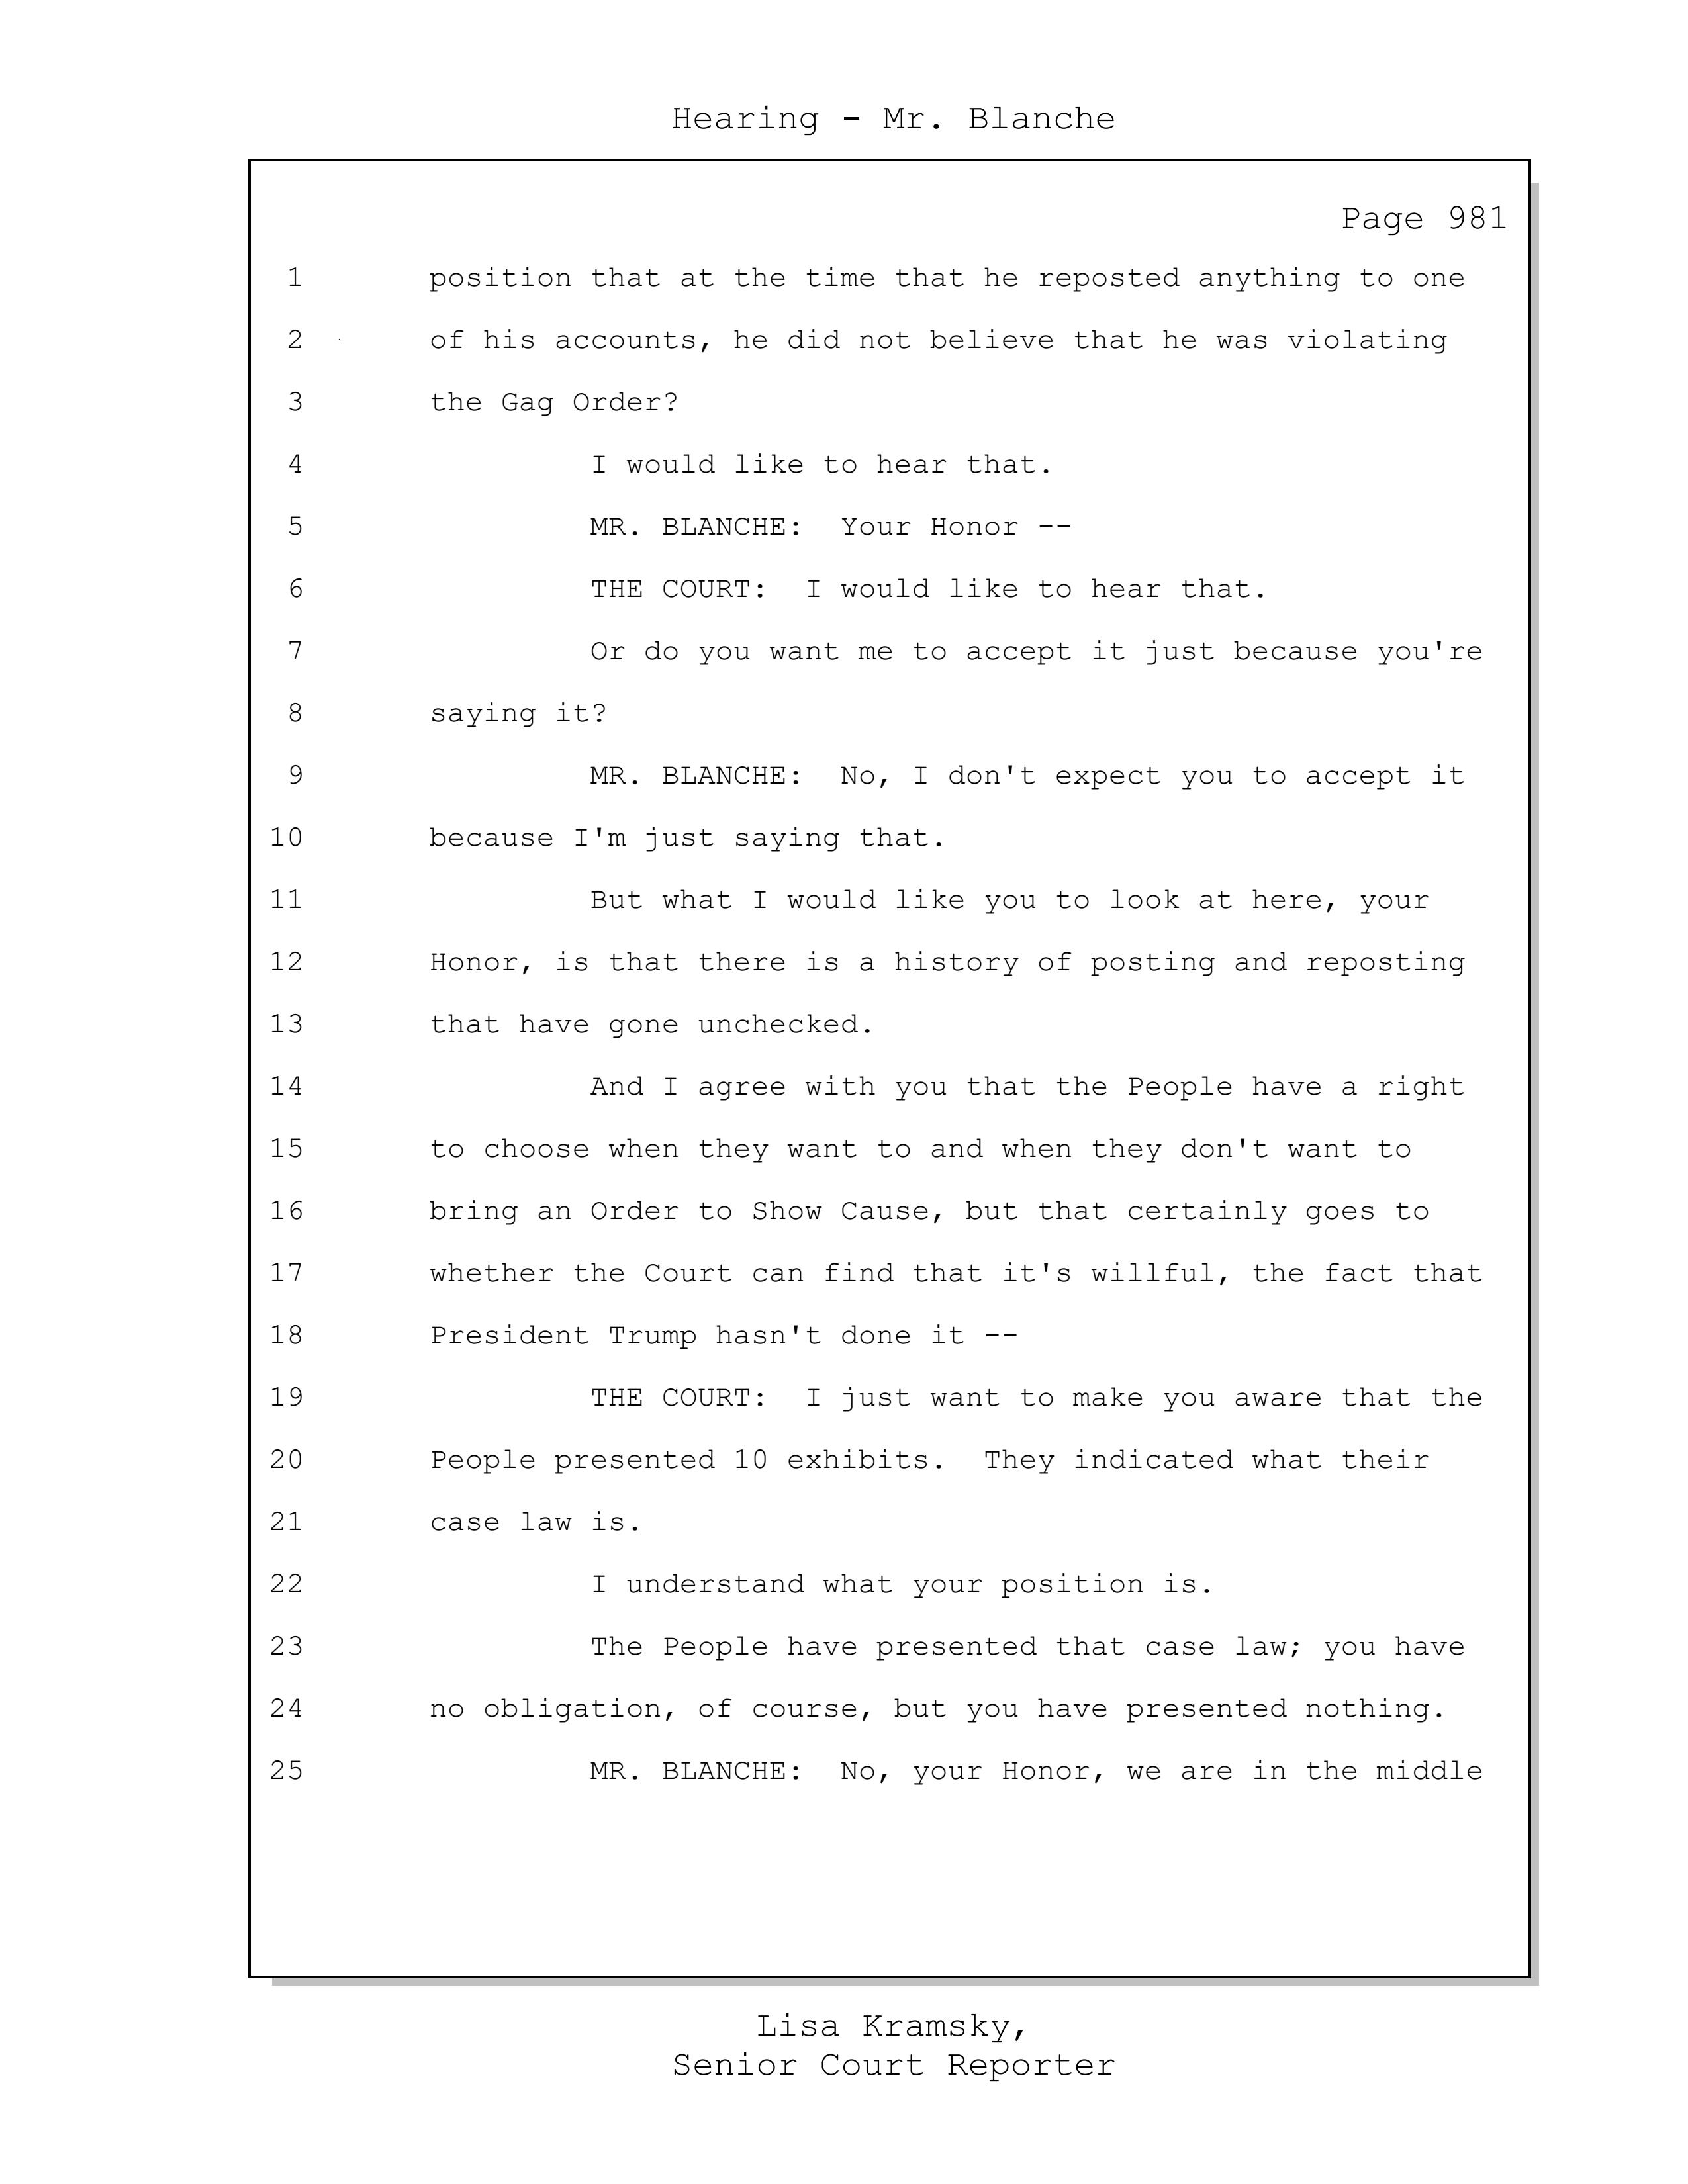 Hearing - Mr. Blanche
Page 981
1 position that at the time that he reposted anything to one
2 of his accounts, he did not believe that he was violating
3 the Gag Order?
4 I would like to hear that.
5 MR. BLANCHE: Your Honor --
6 THE COURT: I would like to hear that.
7 Or do you want me to accept it just because you're
8 saying it?
9 MR. BLANCHE: No, I don't expect you to accept it
10 because I'm just saying that.
11 But what I would like you to look at here, your
12 Honor, is that there is a history of posting and reposting
13 that have gone unchecked.
14 And I agree with you that the People have a right
15 to choose when they want to and when they don't want to
16 bring an Order to Show Cause, but that certainly goes to
17 whether the Court can find that it's willful, the fact that
18 President Trump hasn't done it --
19 THE COURT: I just want to make you aware that the
20 People presented 10 exhibits. They indicated what their
21 case law is.
22 I understand what your position is.
23 The People have presented that case law; you have
24 no obligation, of course, but you have presented nothing.
25 MR. BLANCHE: No, your Honor, we are in the middle
Lisa Kramsky,
Senior Court Reporter